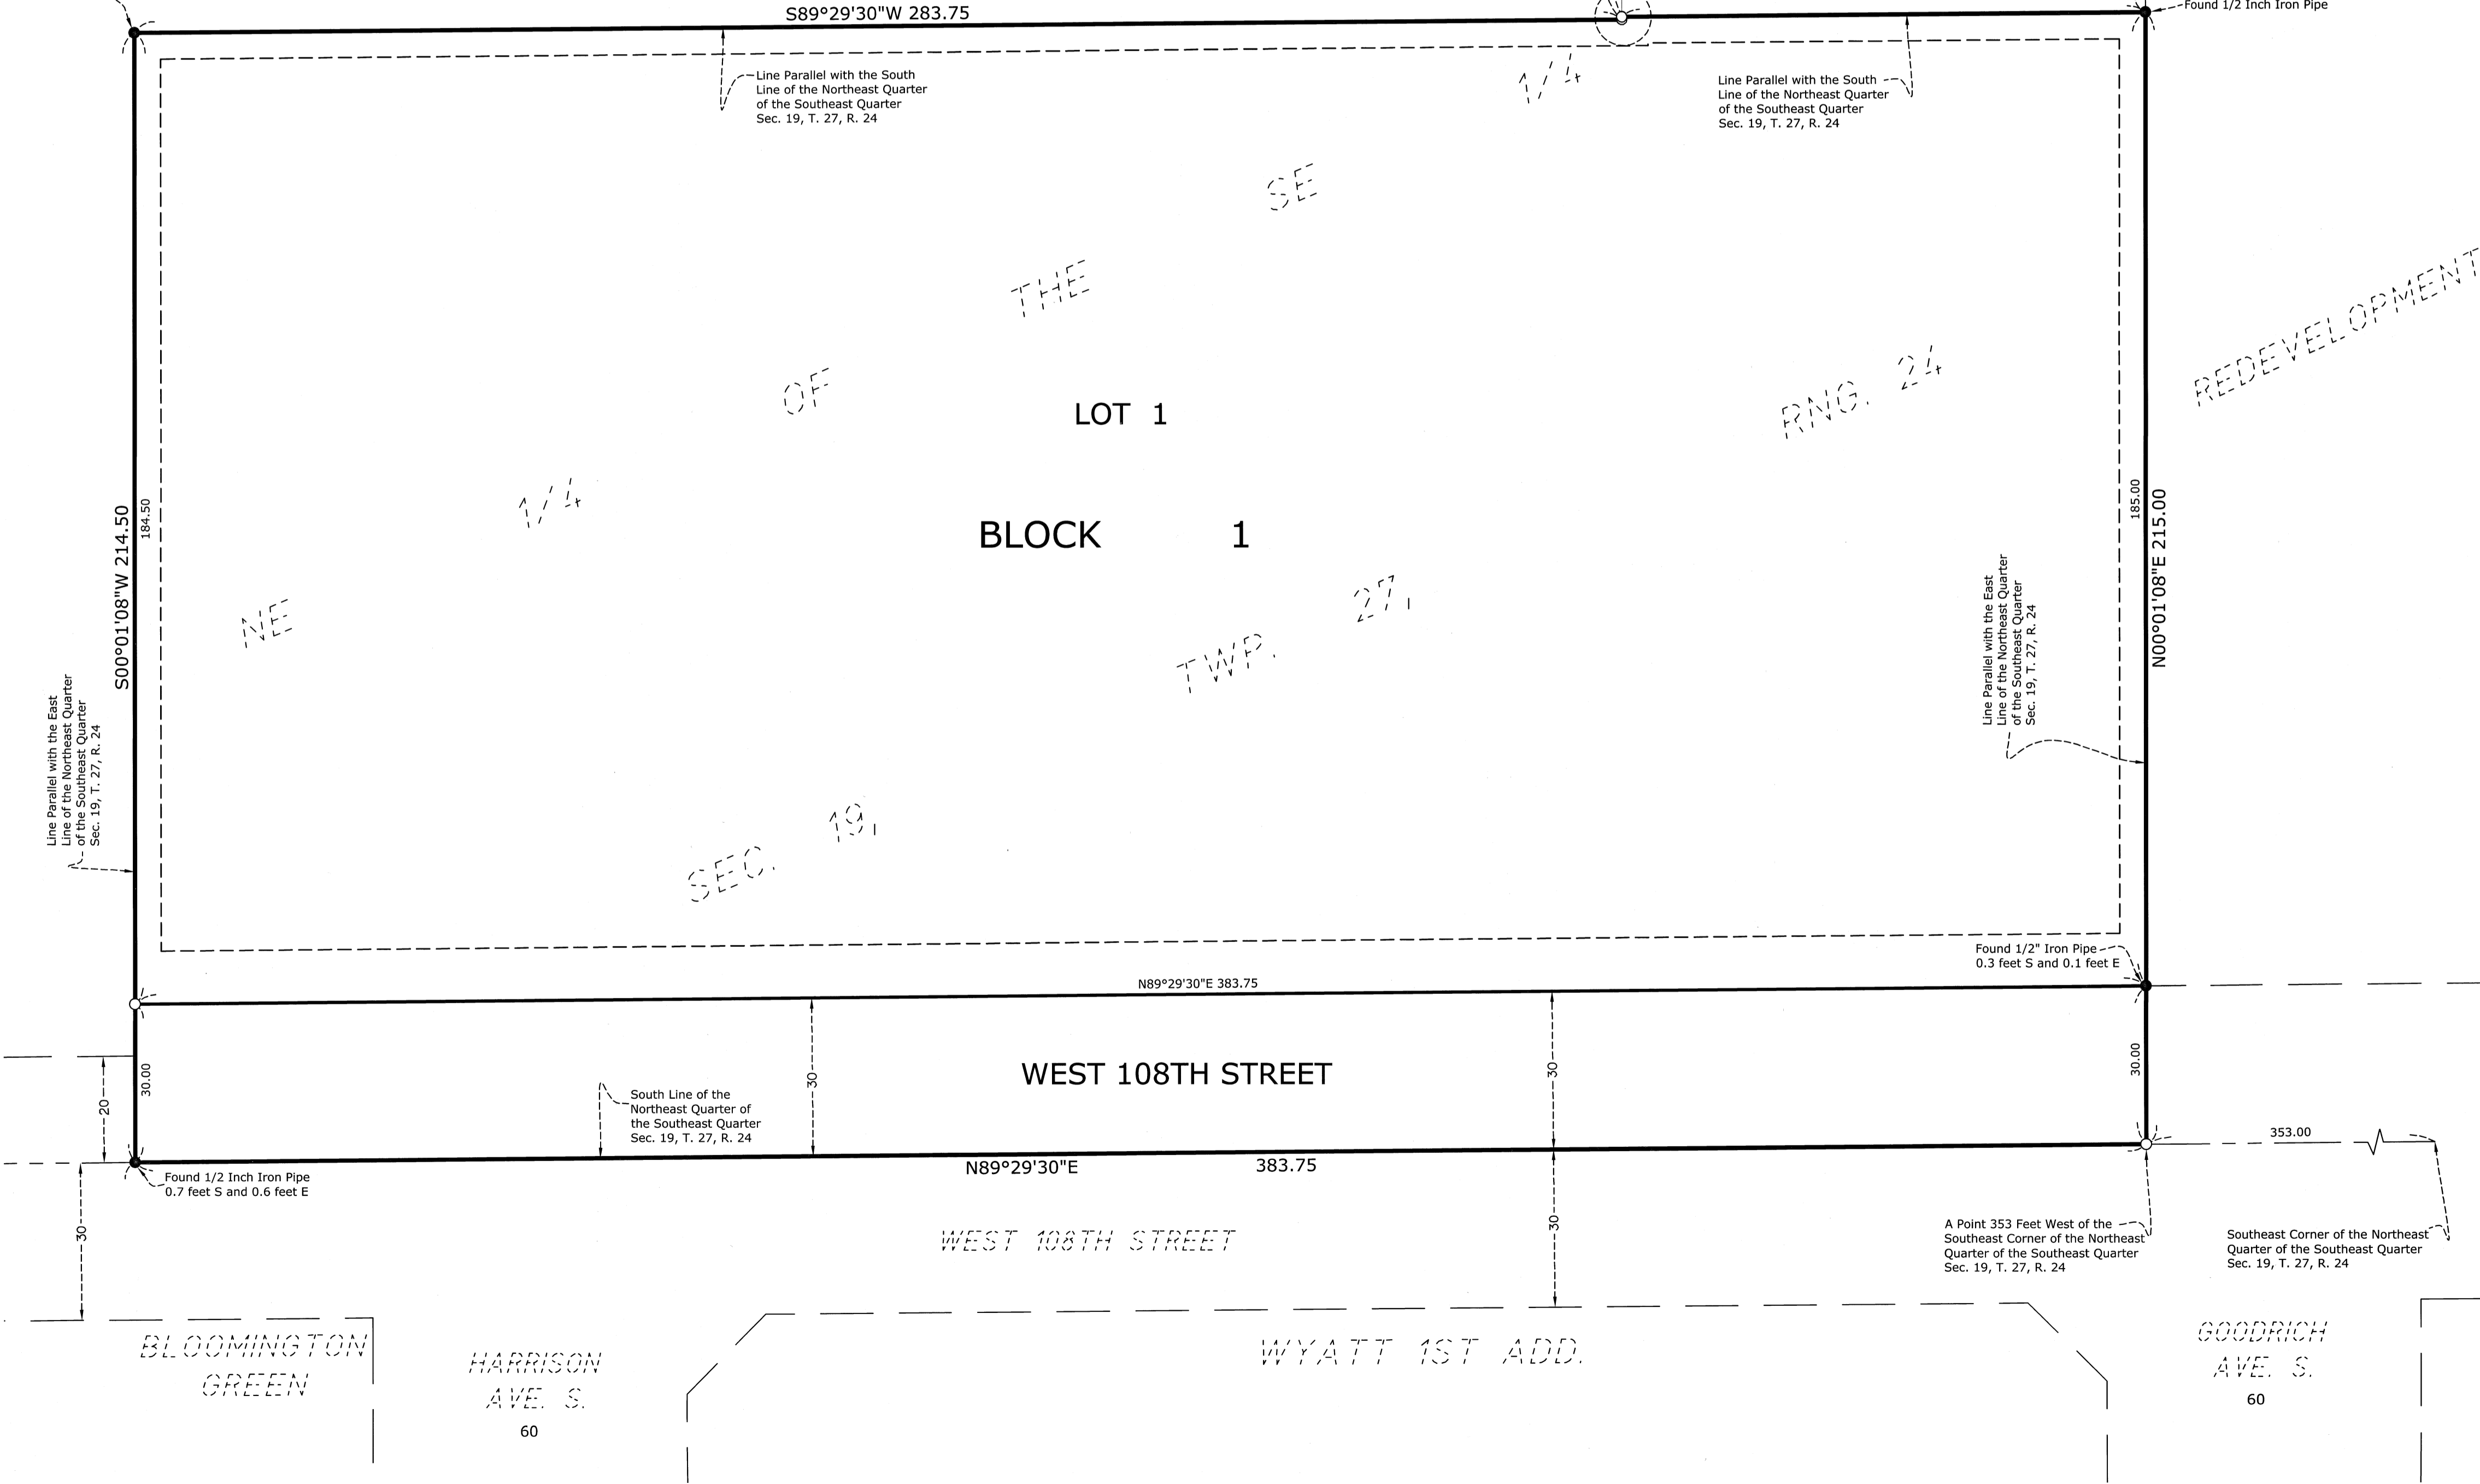 S89°29'30"W 283.75
Found 1/2 Inch Iron Pipe
Line Parallel with the South
Line of the Northeast Quarter
of the Southeast Quarter
Sec. 19, T. 27, R. 24
Line Parallel with the South
Line of the Northeast Quarter
of the Southeast Quarter
Sec. 19, T. 27, R. 24
NE 1/4 OF THE SE 1/4
SEC. 19, TWP. 27, RNG. 24
REDEVELOPMENT
LOT 1
BLOCK 1
S00°01'08"W 214.50
184.50
185.00
N00°01'08"E 215.00
Line Parallel with the East
Line of the Northeast Quarter
of the Southeast Quarter
Sec. 19, T. 27, R. 24
Line Parallel with the East
Line of the Northeast Quarter
of the Southeast Quarter
Sec. 19, T. 27, R. 24
Found 1/2" Iron Pipe
0.3 feet S and 0.1 feet E
N89°29'30"E 383.75
20
30.00
30
WEST 108TH STREET
30
30.00
South Line of the
Northeast Quarter of
the Southeast Quarter
Sec. 19, T. 27, R. 24
353.00
N89°29'30"E 383.75
Found 1/2 Inch Iron Pipe
0.7 feet S and 0.6 feet E
30
WEST 108TH STREET
30
A Point 353 Feet West of the
Southeast Corner of the Northeast
Quarter of the Southeast Quarter
Sec. 19, T. 27, R. 24
Southeast Corner of the Northeast
Quarter of the Southeast Quarter
Sec. 19, T. 27, R. 24
BLOOMINGTON
GREEN
HARRISON
AVE. S.
60
WYATT 1ST ADD.
GOODRICH
AVE. S.
60